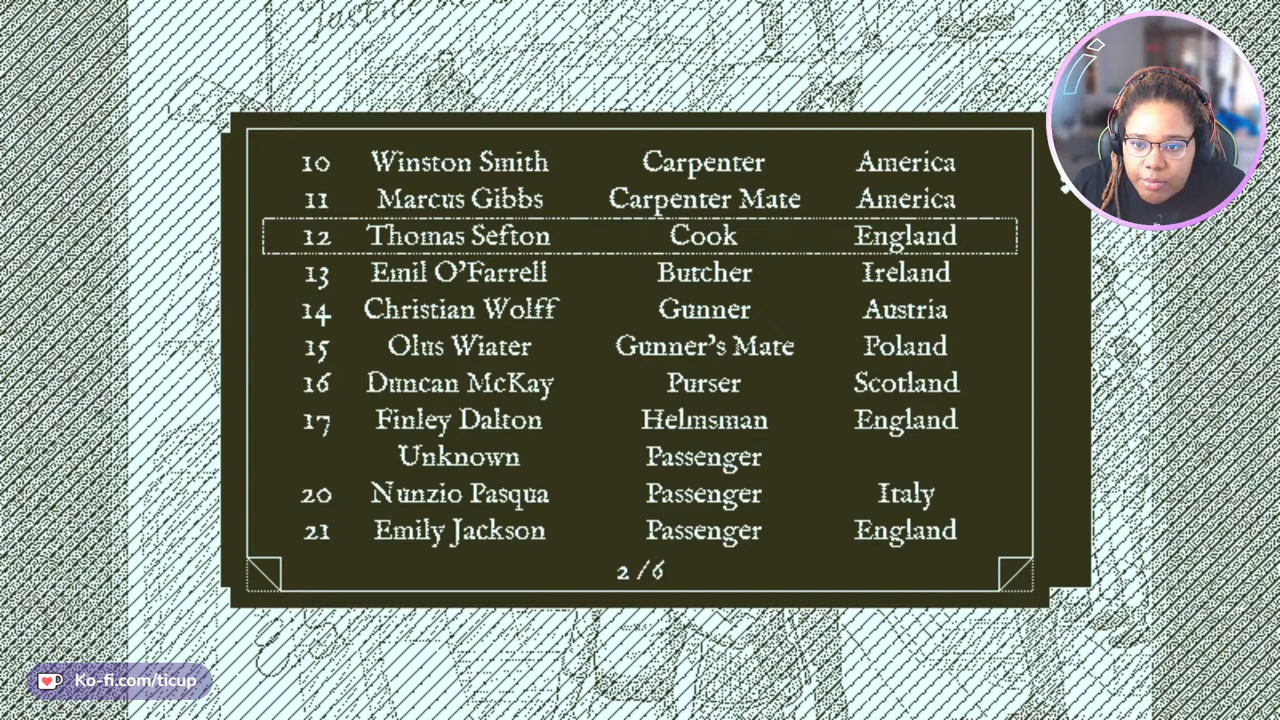 Justice
10 Winston Smith Carpenter America
11 Marcus Gibbs Carpenter Mate America
12 Thomas Sefton Cook England
13 Emil O'Farrell Butcher Ireland
14 Christian Wolff Gunner Austria
15 Olus Wiater Gunner's Mate Poland
16 Duncan McKay Purser Scotland
17 Finley Dalton Helmsman England
Unknown Passenger
20 Nunzio Pasqua Passenger Italy
21 Emily Jackson Passenger England
2 / 6
Ko-fi.com/ticup